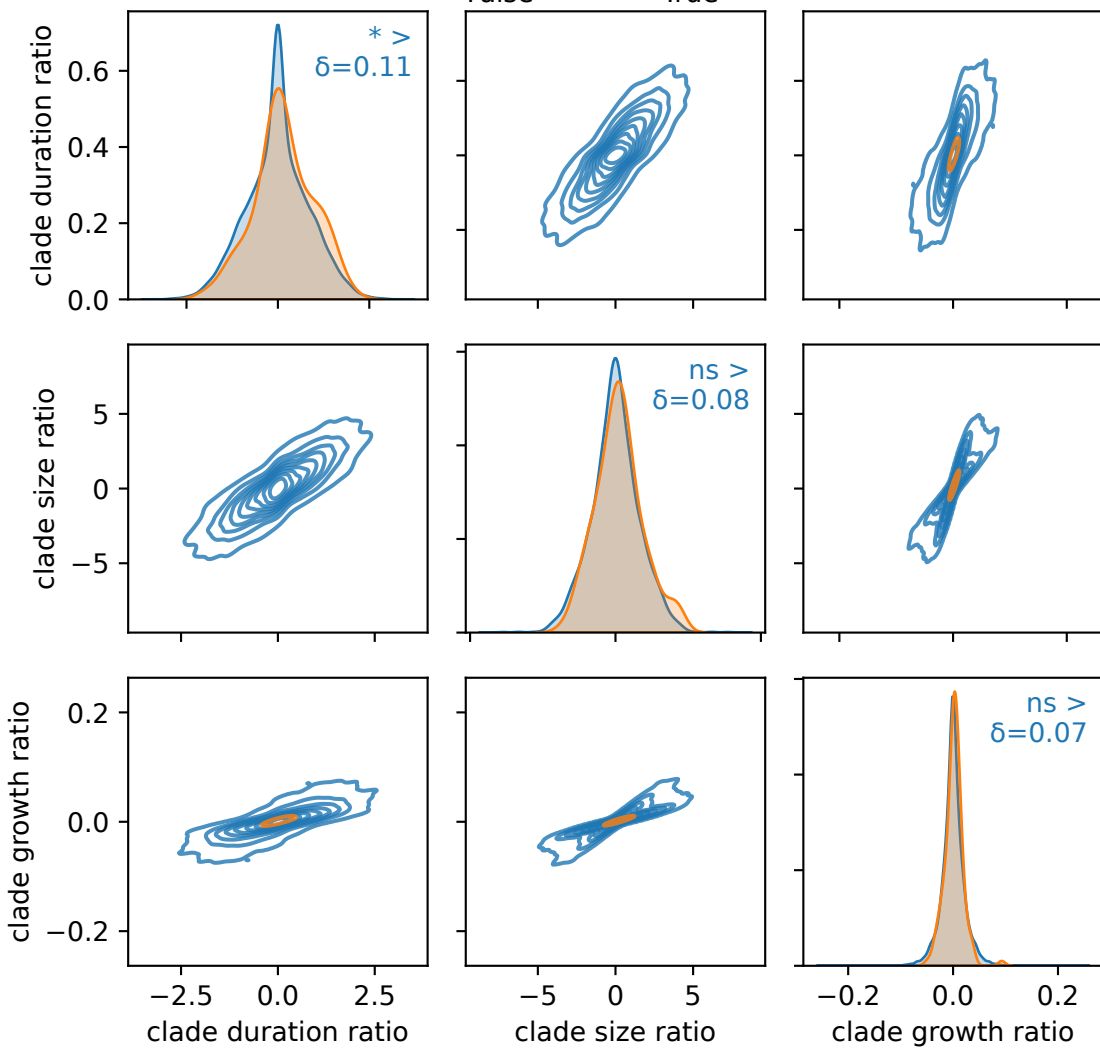 clade duration ratio
0.6
0.4
0.2
0.0
* >
δ=0.11
clade size ratio
5
0
−5
ns >
δ=0.08
clade growth ratio
0.2
0.0
−0.2
ns >
δ=0.07
−2.5 0.0 2.5
−5 0 5
−0.2 0.0 0.2
clade duration ratio
clade size ratio
clade growth ratio